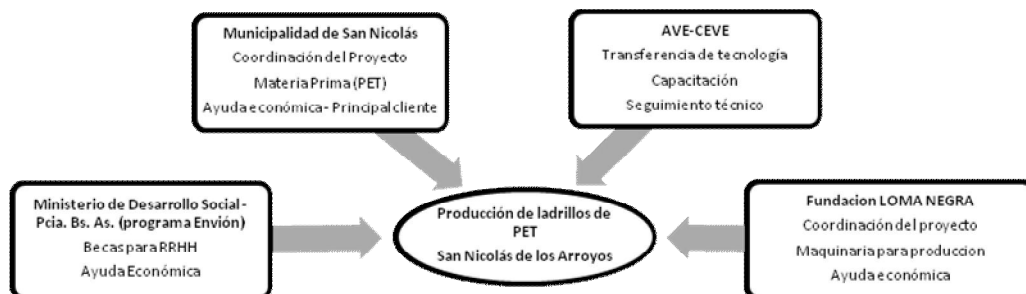 Municipalidad de San Nicolás
Coordinación del Proyecto
Materia Prima (PET)
Ayuda económica - Principal cliente
AVE-CEVE
Transferencia de tecnología
Capacitación
Seguimiento técnico
Ministerio de Desarrollo Social -
Pcia. Bs. As. (programa Envión)
Becas para RRHH
Ayuda Económica
Producción de ladrillos de
PET
San Nicolás de los Arroyos
Fundacion LOMA NEGRA
Coordinación del proyecto
Maquinaria para produccion
Ayuda económica